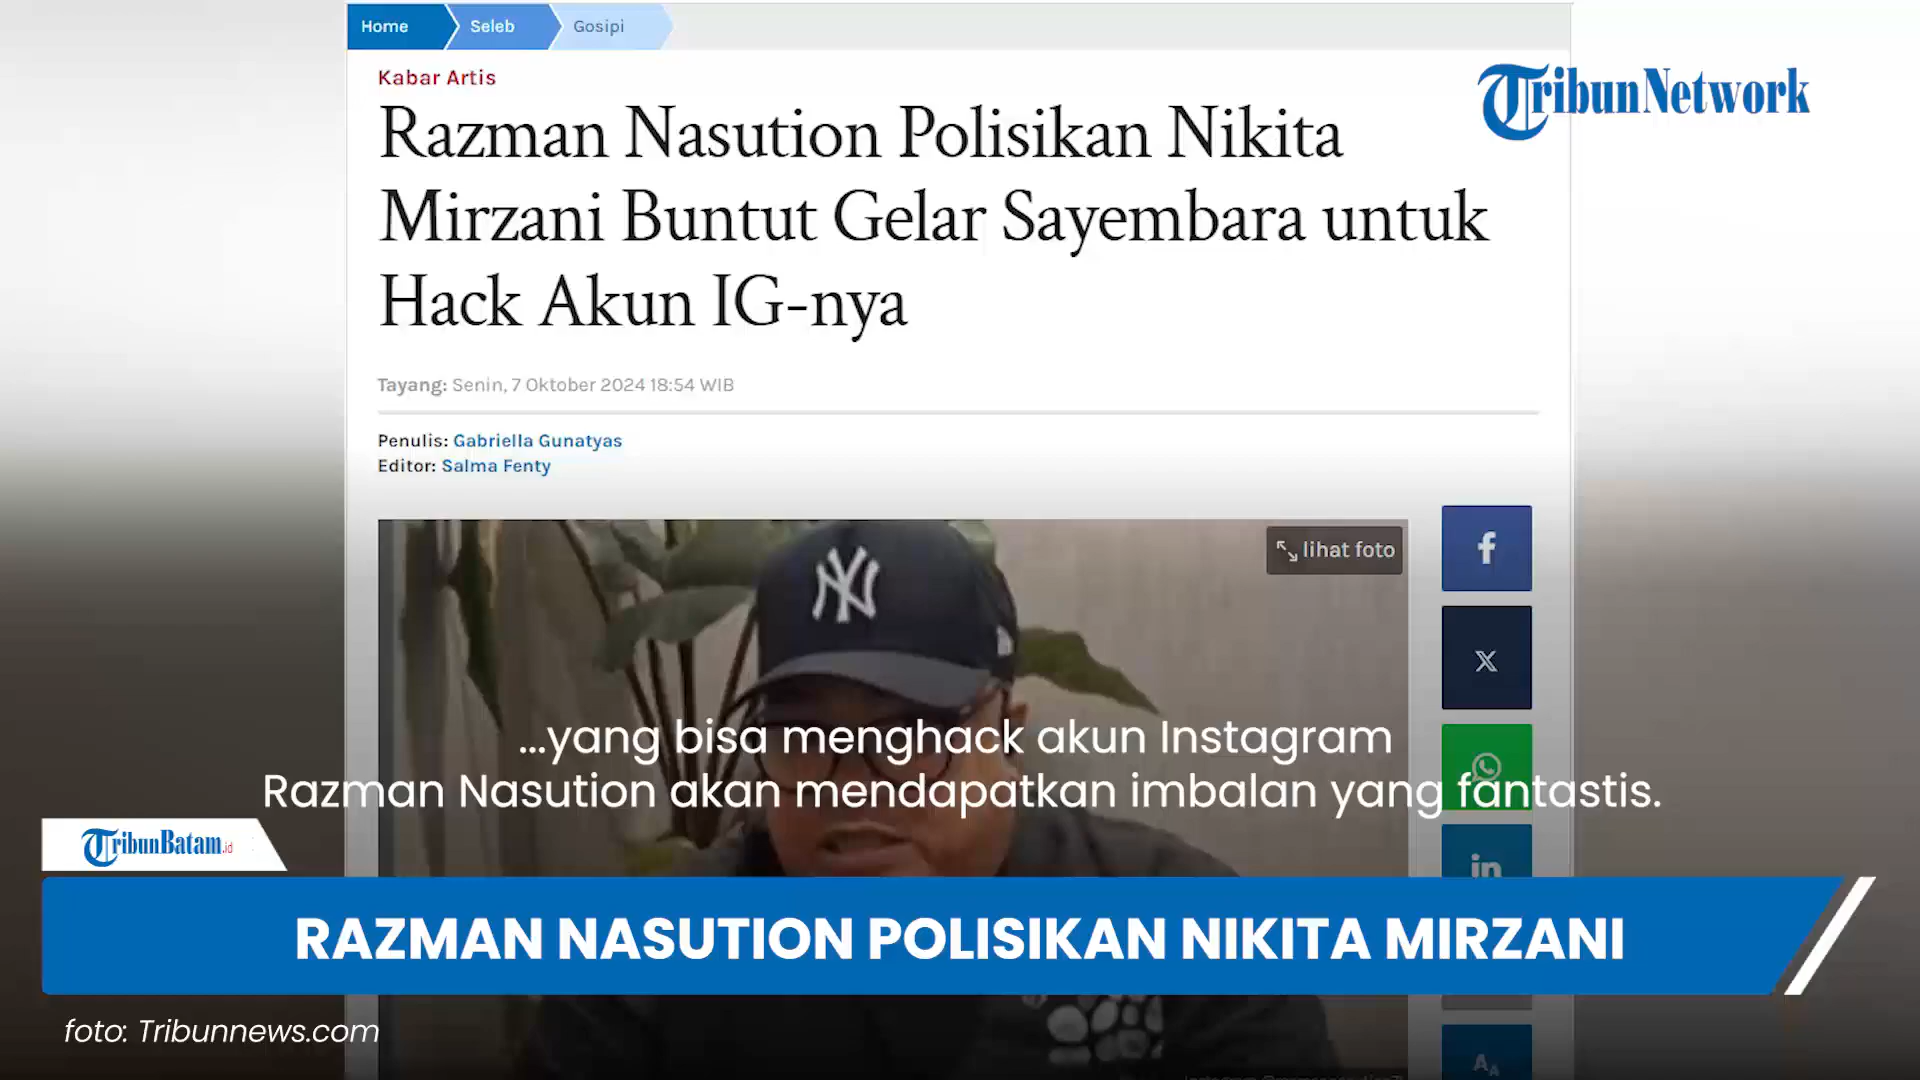 Home
Seleb
Gosipi
Kabar Artis
TribunNetwork
Razman Nasution Polisikan Nikita
Mirzani Buntut Gelar Sayembara untuk
Hack Akun IG-nya
Tayang: Senin, 7 Oktober 2024 18:54 WIB
Penulis: Gabriella Gunatyas
Editor: Salma Fenty
lihat foto
NY
f
X
...yang bisa menghack akun Instagram
Razman Nasution akan mendapatkan imbalan yang fantastis.
in
TribunBatam.id
RAZMAN NASUTION POLISIKAN NIKITA MIRZANI
foto: Tribunnews.com
AA